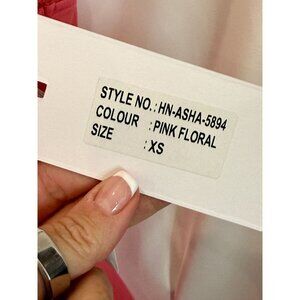 STYLE NO.: HN-ASHA-5894
COLOUR : PINK FLORAL
SIZE : XS